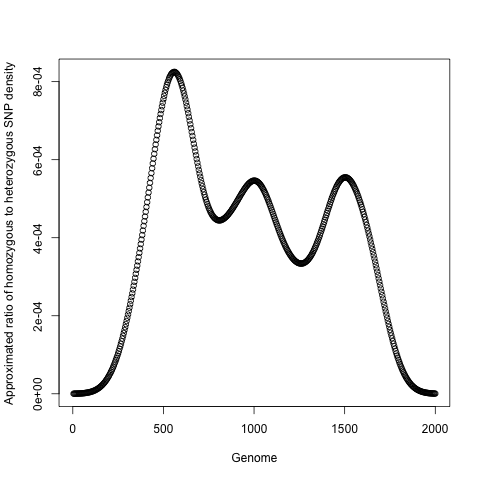 Approximated ratio of homozygous to heterozygous SNP density
8e-04
6e-04
4e-04
2e-04
0e+00
0 500 1000 1500 2000
Genome